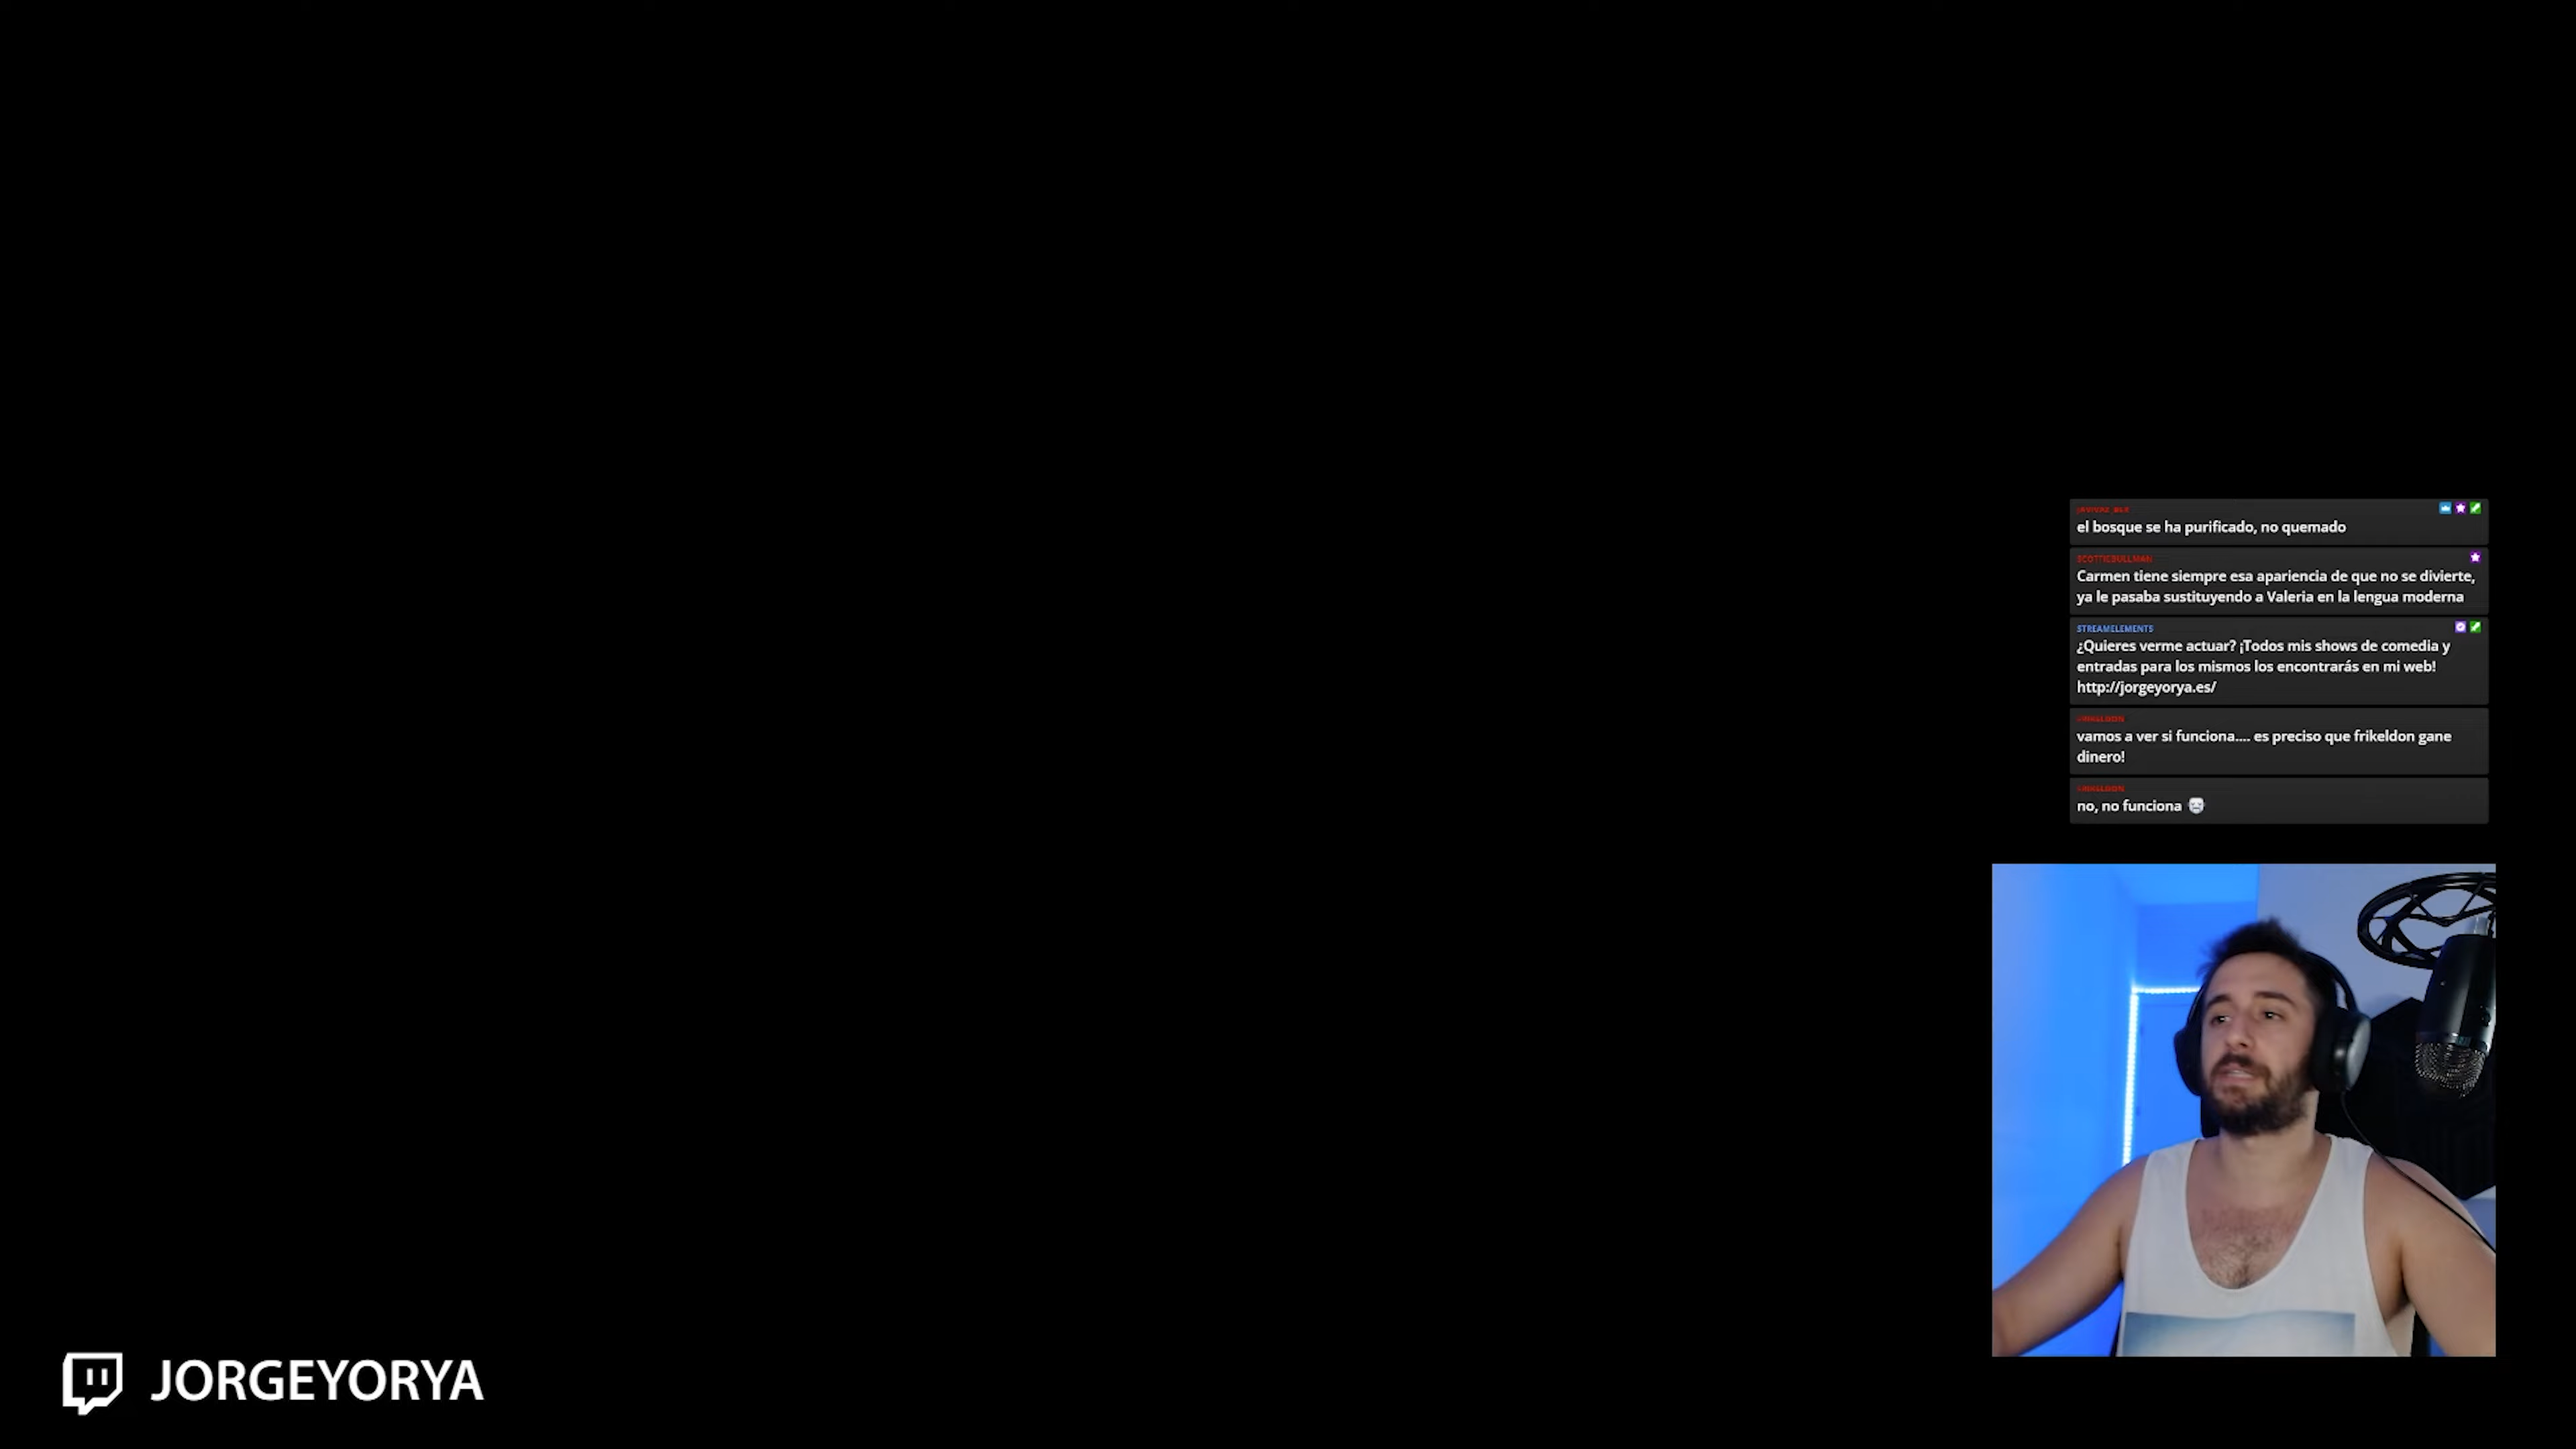 el bosque se ha purificado, no quemado
SCOTTIEBULLMAN
Carmen tiene siempre esa apariencia de que no se divierte,
ya le pasaba sustituyendo a Valeria en la lengua moderna
STREAMELEMENTS
¿Quieres verme actuar? ¡Todos mis shows de comedia y
entradas para los mismos los encontrarás en mi web!
http://jorgeyorya.es/
vamos a ver si funciona.... es preciso que frikeldon gane
dinero!
no, no funciona
JORGEYORYA